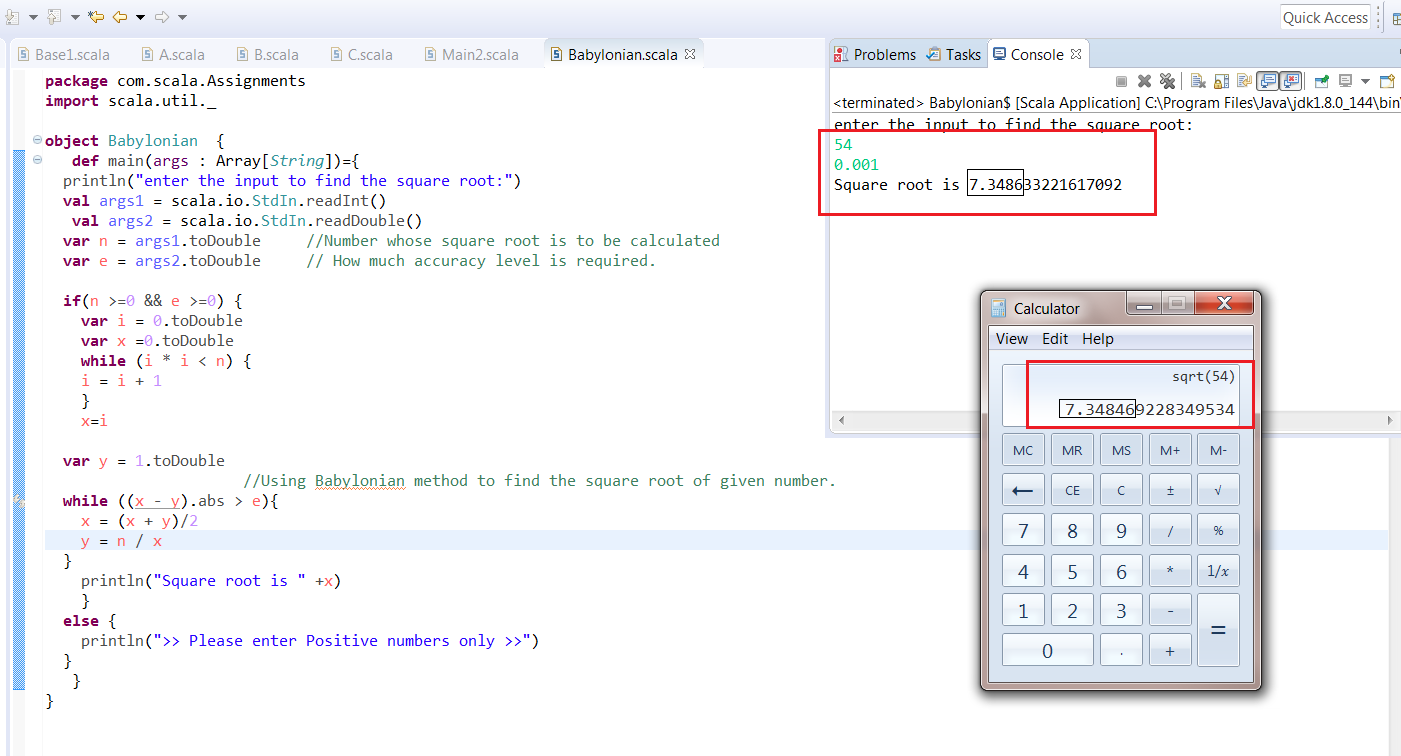 Quick Access
Base1.scala A.scala B.scala C.scala Main2.scala Babylonian.scala
package com.scala.Assignments
import scala.util._
object Babylonian {
def main(args : Array[String])={
println("enter the input to find the square root:")
val args1 = scala.io.StdIn.readInt()
val args2 = scala.io.StdIn.readDouble()
var n = args1.toDouble //Number whose square root is to be calculated
var e = args2.toDouble // How much accuracy level is required.
if(n >=0 && e >=0) {
var i = 0.toDouble
var x =0.toDouble
while (i * i < n) {
i = i + 1
}
x=i
var y = 1.toDouble
//Using Babylonian method to find the square root of given number.
while ((x - y).abs > e){
x = (x + y)/2
y = n / x
}
println("Square root is " +x)
}
else {
println(">> Please enter Positive numbers only >>")
}
}
}
Problems Tasks Console
<terminated> Babylonian$ [Scala Application] C:\Program Files\Java\jdk1.8.0_144\bin\
enter the input to find the square root:
54
0.001
Square root is 7.348633221617092
Calculator
View Edit Help
sqrt(54)
7.348469228349534
MC MR MS M+ M-
← CE C ± √
7 8 9 / %
4 5 6 * 1/x
1 2 3 - =
0 . +